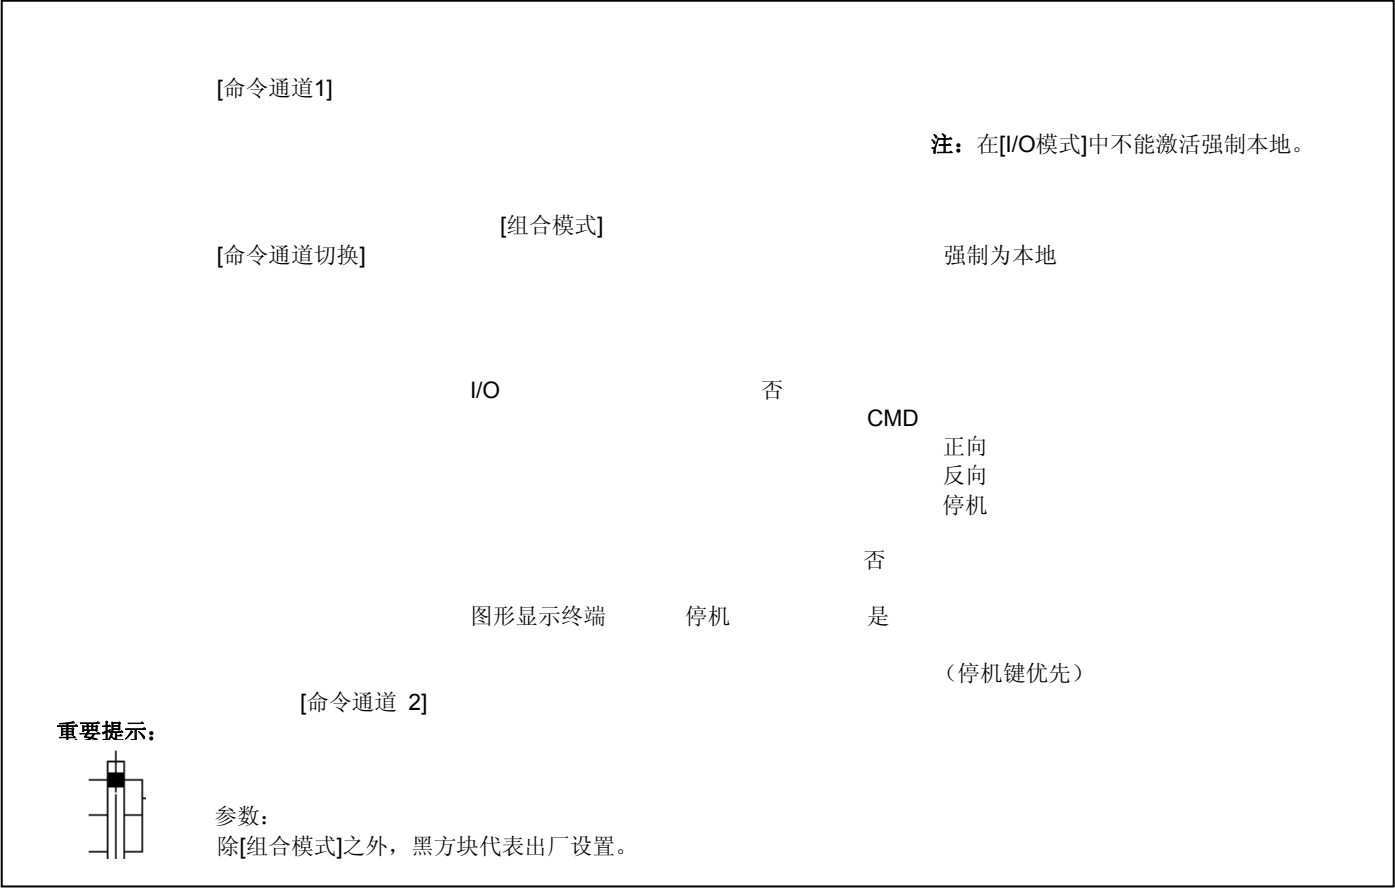 [命令通道1]
注：在[I/O模式]中不能激活强制本地。
[组合模式]
[命令通道切换]
强制为本地
I/O
否
CMD
正向
反向
停机
否
图形显示终端
停机
是
（停机键优先）
[命令通道 2]
重要提示：
参数：
除[组合模式]之外，黑方块代表出厂设置。